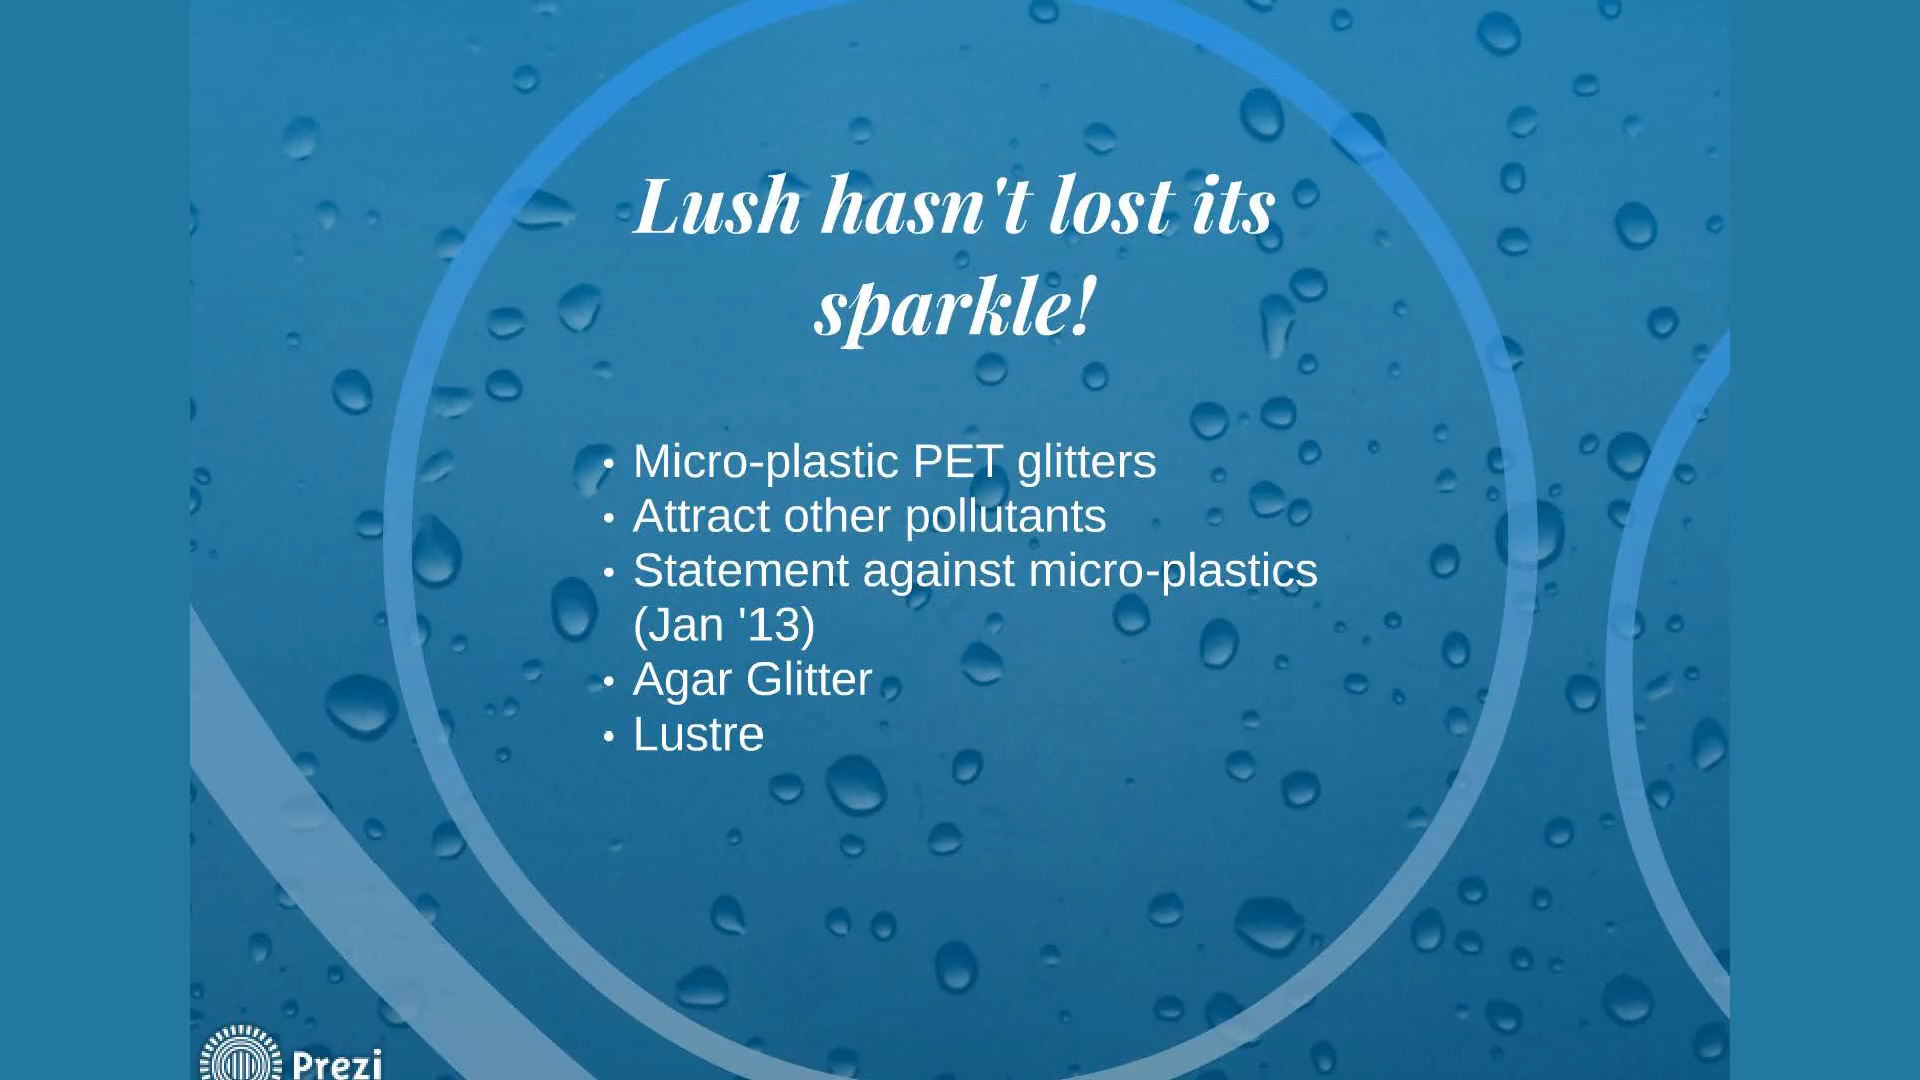 Lush hasn't lost its
sparkle!
• Micro-plastic PET glitters
• Attract other pollutants
• Statement against micro-plastics
(Jan '13)
• Agar Glitter
• Lustre
Prezi